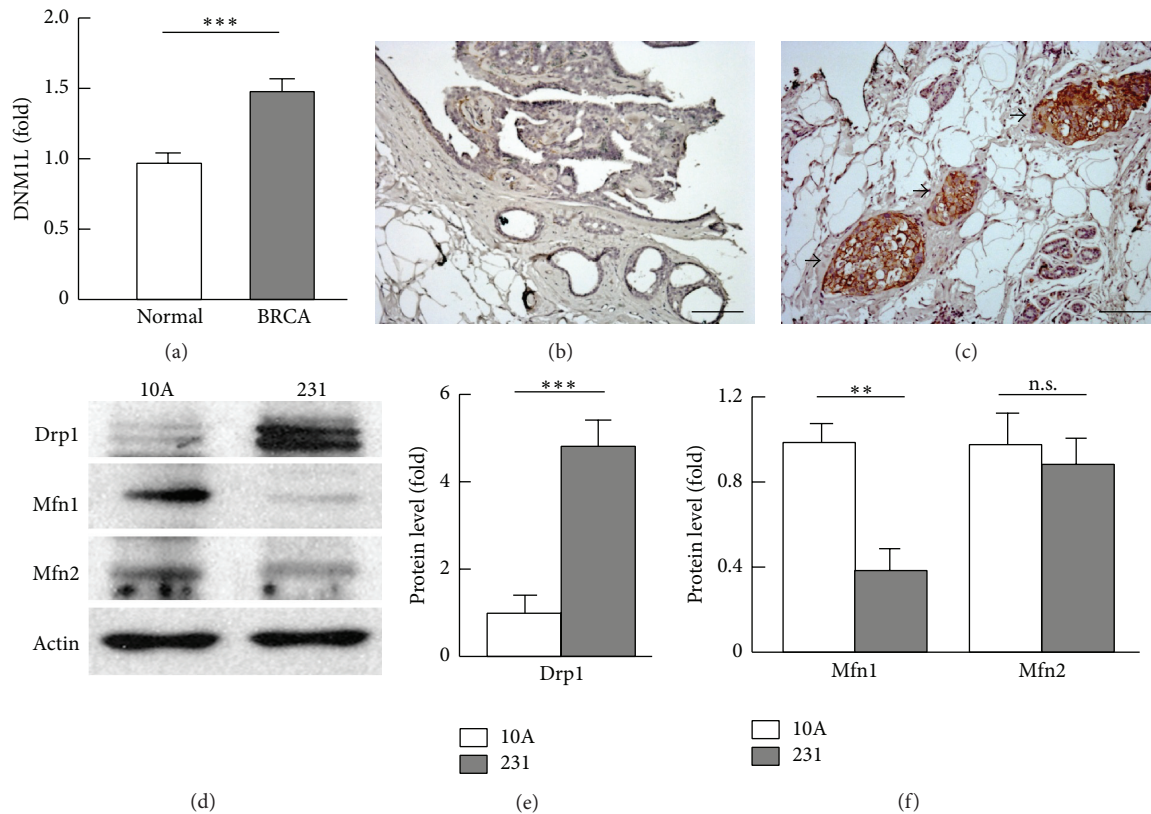 2.0
1.5
1.0
0.5
0
DNM1L (fold)
***
Normal BRCA
(a)
(b)
(c)
10A 231
Drp1
Mfn1
Mfn2
Actin
(d)
6
4
2
0
Protein level (fold)
***
Drp1
10A
231
(e)
1.2
0.8
0.4
0
Protein level (fold)
**
n.s.
Mfn1 Mfn2
10A
231
(f)